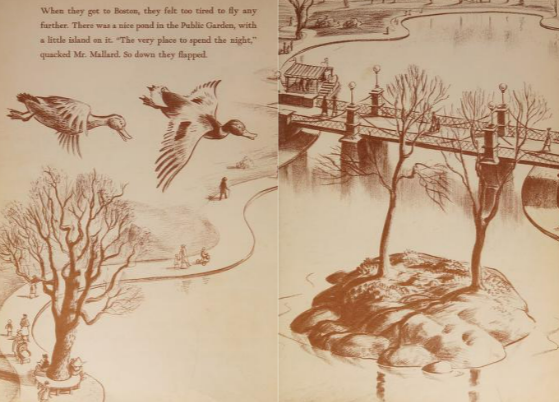 When they got to Boston, they felt too tired to fly any
further. There was a nice pond in the Public Garden, with
a little island on it. “The very place to spend the night,”
quacked Mr. Mallard. So down they flapped.